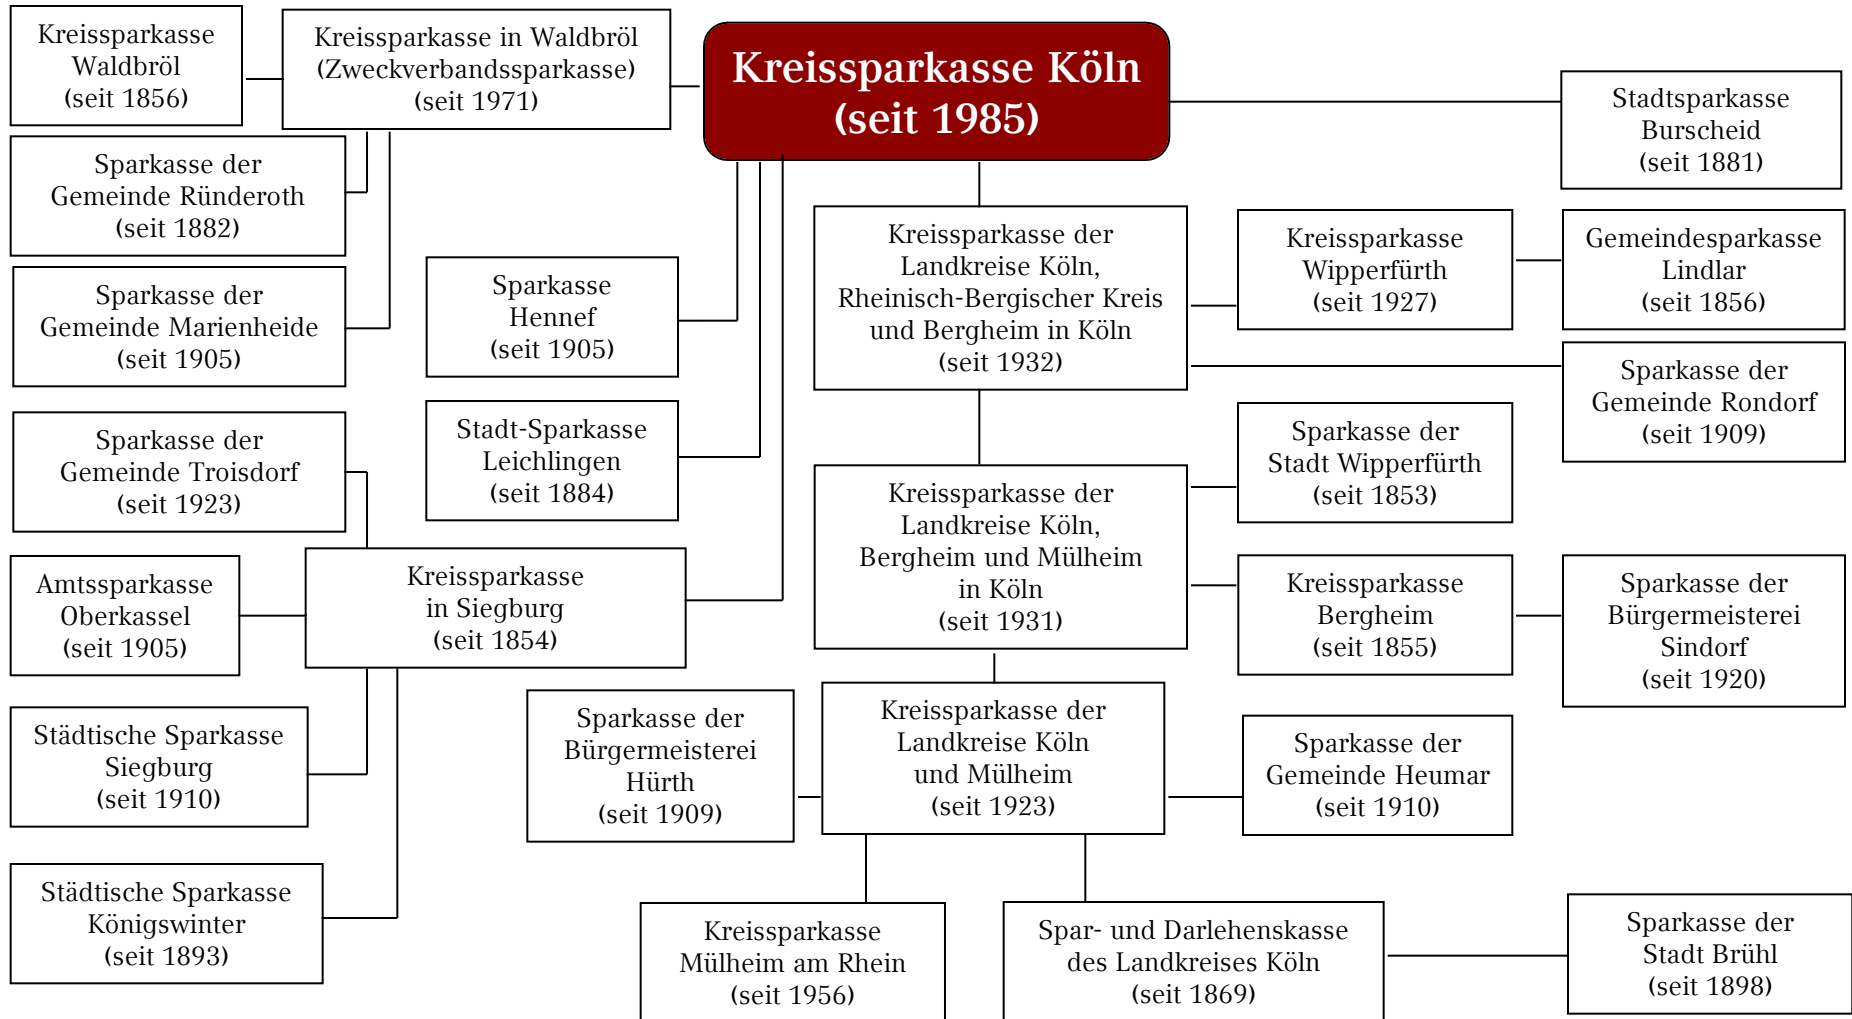 Kreissparkasse
Waldbröl
(seit 1856)
Kreissparkasse in Waldbröl
(Zweckverbandssparkasse)
(seit 1971)
Kreissparkasse Köln
(seit 1985)
Stadtsparkasse
Burscheid
(seit 1881)
Sparkasse der
Gemeinde Ründeroth
(seit 1882)
Sparkasse der
Gemeinde Marienheide
(seit 1905)
Sparkasse
Hennef
(seit 1905)
Kreissparkasse der
Landkreise Köln,
Rheinisch-Bergischer Kreis
und Bergheim in Köln
(seit 1932)
Kreissparkasse
Wipperfürth
(seit 1927)
Gemeindesparkasse
Lindlar
(seit 1856)
Sparkasse der
Gemeinde Rondorf
(seit 1909)
Sparkasse der
Gemeinde Troisdorf
(seit 1923)
Stadt-Sparkasse
Leichlingen
(seit 1884)
Sparkasse der
Stadt Wipperfürth
(seit 1853)
Kreissparkasse der
Landkreise Köln,
Bergheim und Mülheim
in Köln
(seit 1931)
Amtssparkasse
Oberkassel
(seit 1905)
Kreissparkasse
in Siegburg
(seit 1854)
Kreissparkasse
Bergheim
(seit 1855)
Sparkasse der
Bürgermeisterei
Sindorf
(seit 1920)
Städtische Sparkasse
Siegburg
(seit 1910)
Sparkasse der
Bürgermeisterei
Hürth
(seit 1909)
Kreissparkasse der
Landkreise Köln
und Mülheim
(seit 1923)
Sparkasse der
Gemeinde Heumar
(seit 1910)
Städtische Sparkasse
Königswinter
(seit 1893)
Kreissparkasse
Mülheim am Rhein
(seit 1956)
Spar- und Darlehenskasse
des Landkreises Köln
(seit 1869)
Sparkasse der
Stadt Brühl
(seit 1898)